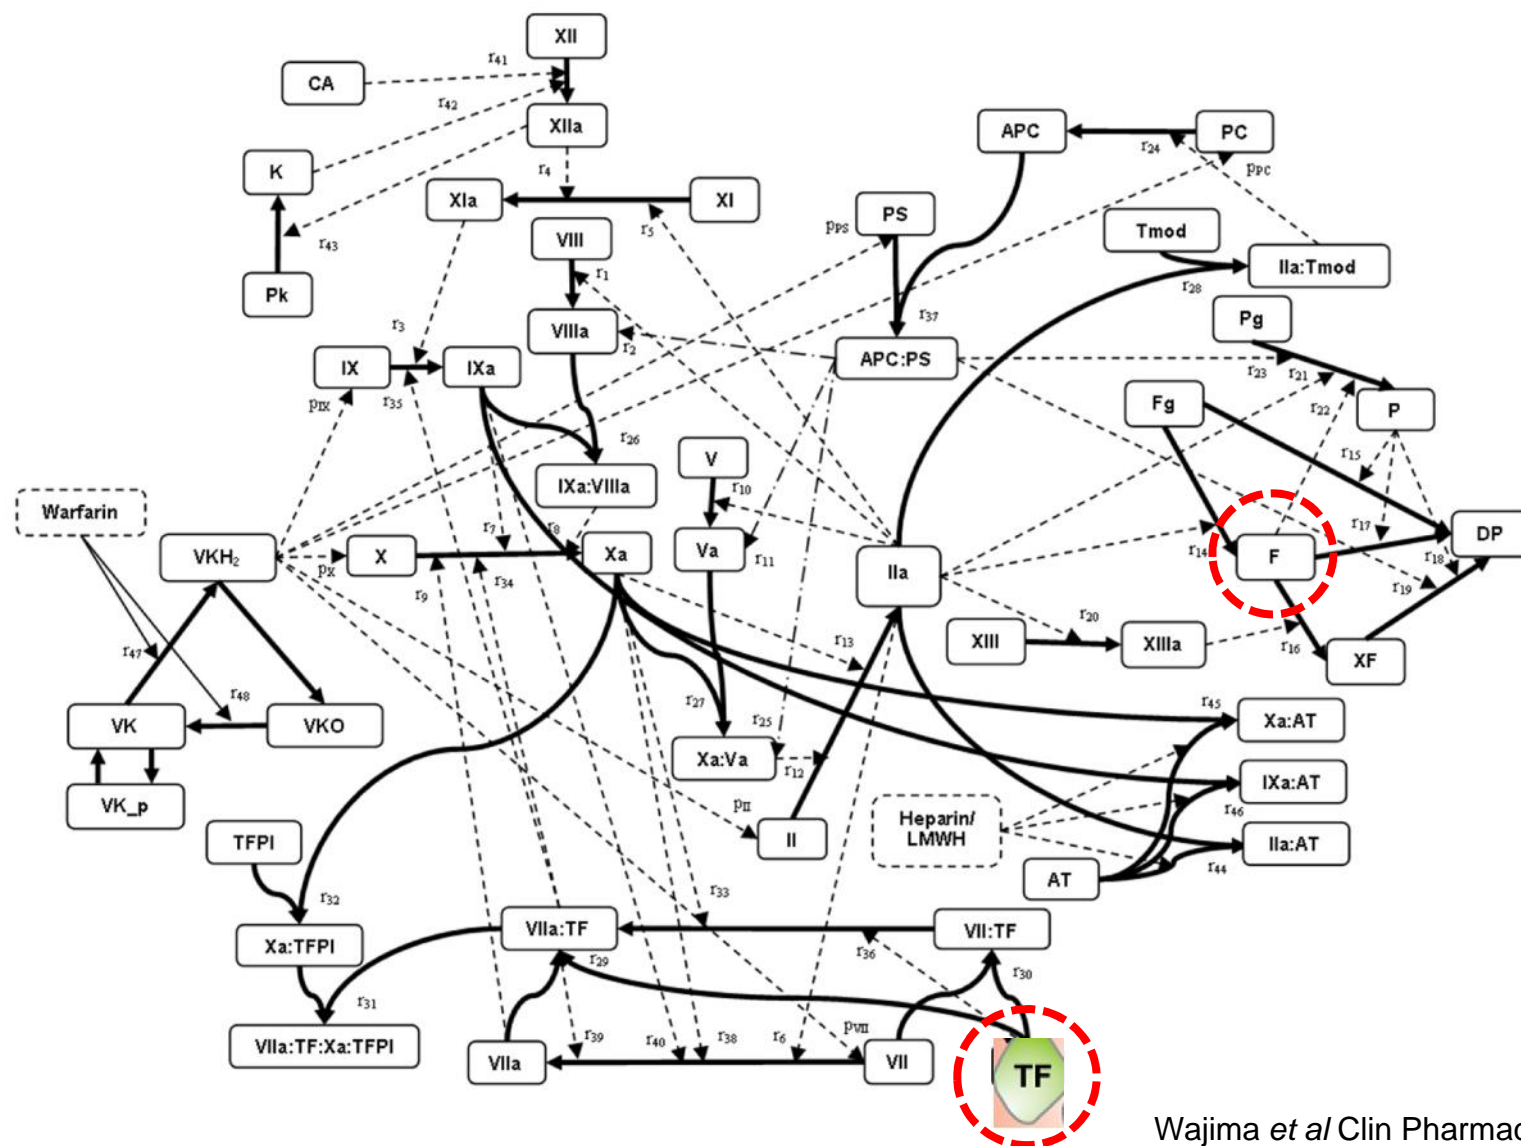 XII
r41
CA
r42
XIIa
APC
PC
r24
K
r4
pPC
XIa
XI
PS
pPS
r5
Tmod
r43
VIII
IIa:Tmod
r1
r28
Pk
Pg
r37
r3
VIIIa
r2
APC:PS
r23
r21
IX
IXa
P
Fg
r22
pIX
r35
r26
V
r15
IXa:VIIIa
r10
Warfarin
r17
r7
r8
DP
VKH2
pX
X
Xa
Va
r11
IIa
r14
F
r18
r9
r34
r19
r20
r13
XIII
XIIIa
r16
XF
r47
r48
r27
r25
r45
VK
VKO
Xa:AT
Xa:Va
r12
IXa:AT
VK_p
pII
Heparin/
LMWH
r46
TFPI
II
IIa:AT
r44
AT
r33
r32
VIIa:TF
VII:TF
Xa:TFPI
r29
r36
r30
r31
VIIa:TF:Xa:TFPI
r39
r40
r38
r6
pVII
VIIa
VII
TF
Wajima et al Clin Pharmac